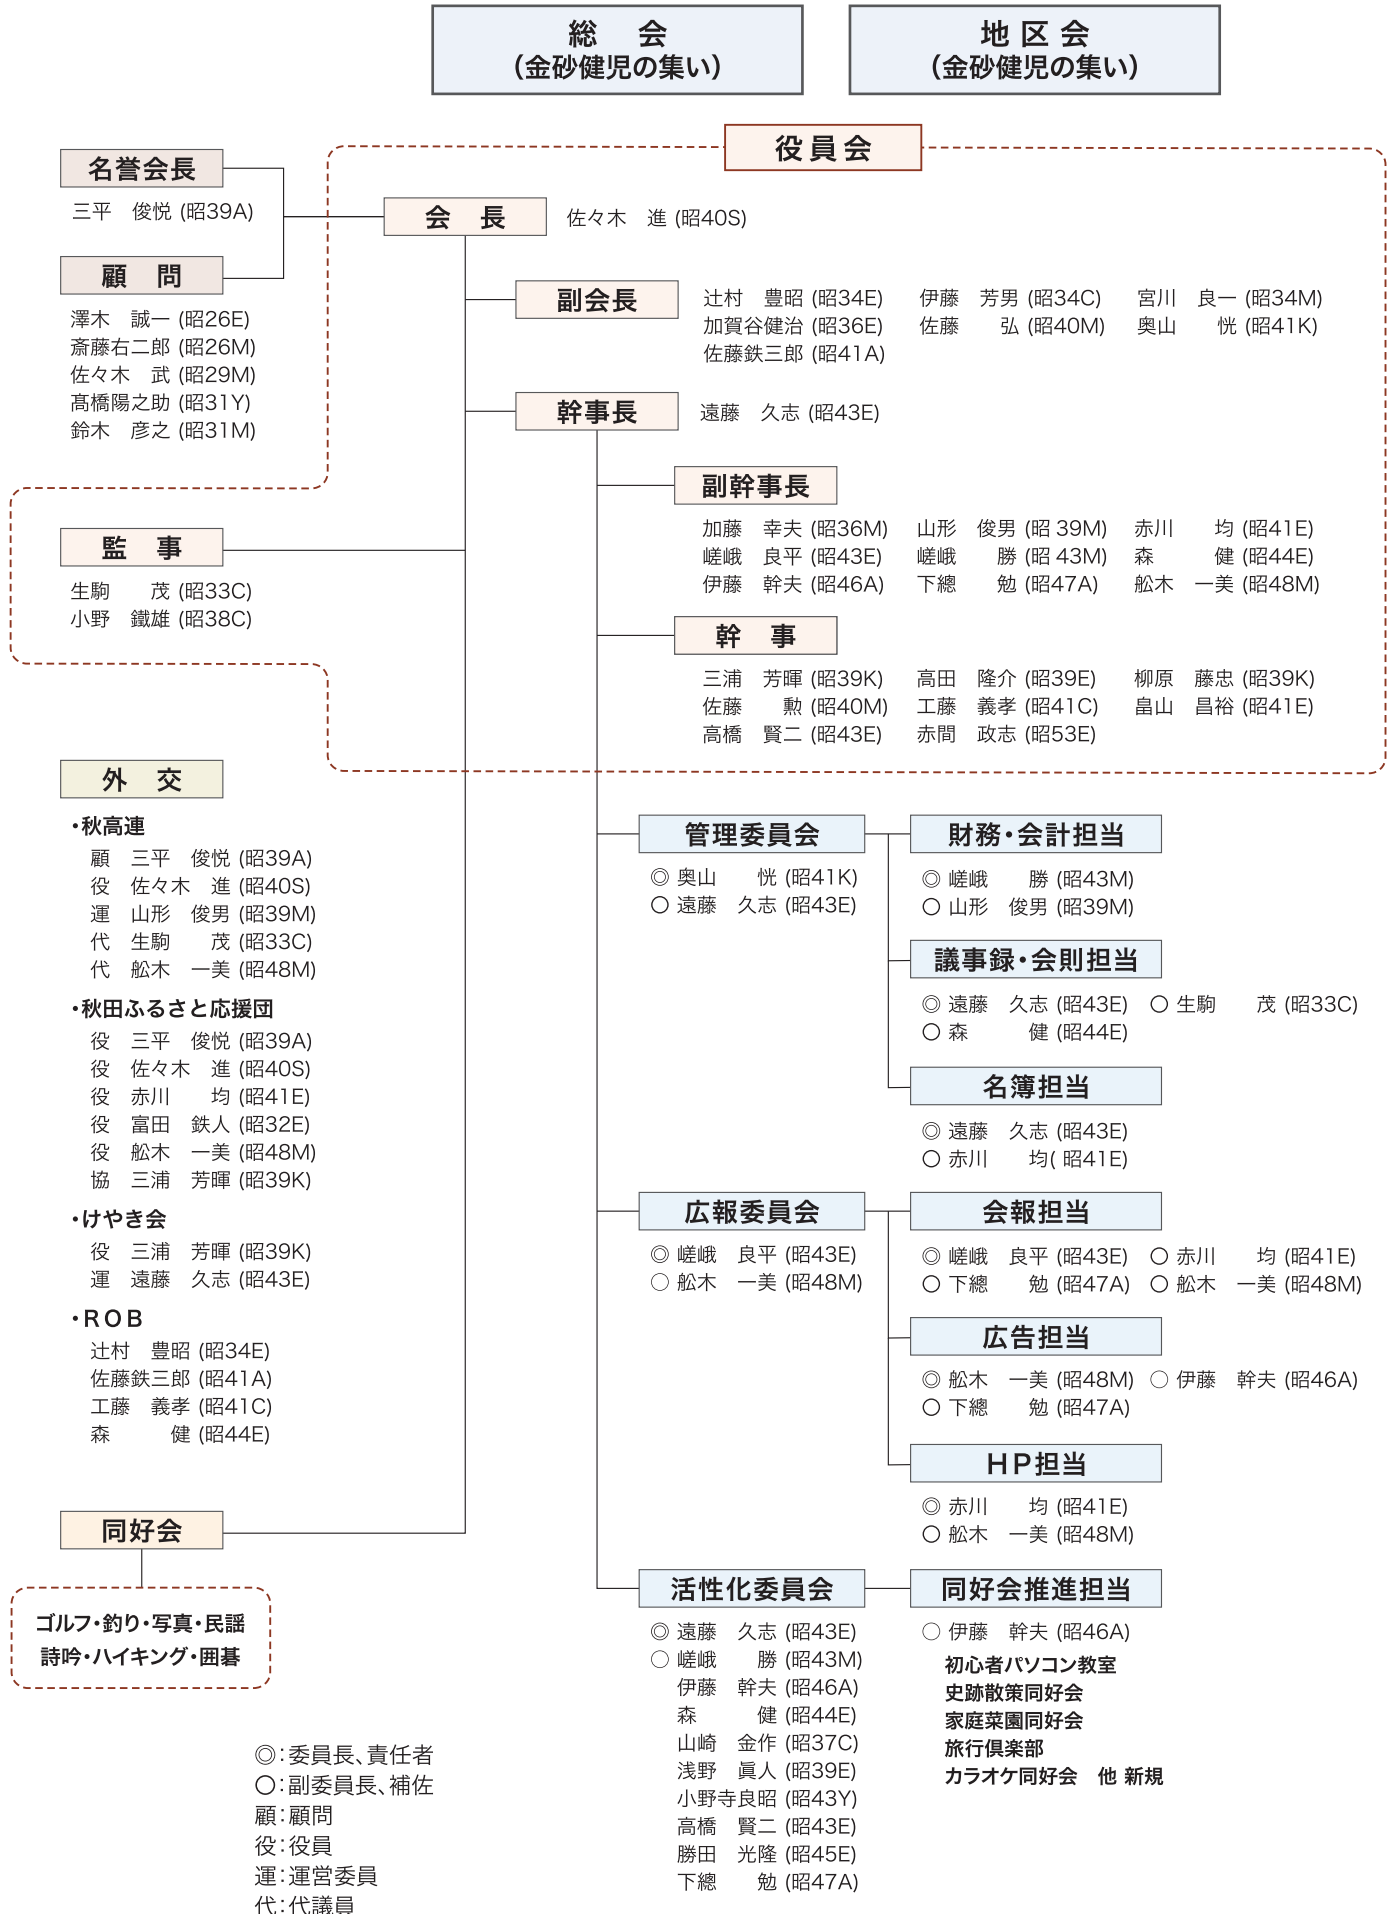 総　会
（金砂健児の集い）
地区会
（金砂健児の集い）
役員会
名誉会長
三平　俊悦 (昭39A)
顧　問
澤木　誠一 (昭26E)
斎藤右二郎 (昭26M)
佐々木　武 (昭29M)
髙橋陽之助 (昭31Y)
鈴木　彦之 (昭31M)
会　長
佐々木　進 (昭40S)
副会長
辻村　豊昭 (昭34E)　伊藤　芳男 (昭34C)　宮川　良一 (昭34M)
加賀谷健治 (昭36E)　佐藤　　弘 (昭40M)　奥山　　恍 (昭41K)
佐藤鉄三郎 (昭41A)
幹事長
遠藤　久志 (昭43E)
副幹事長
加藤　幸夫 (昭36M)　山形　俊男 (昭 39M)　赤川　　均 (昭41E)
嵯峨　良平 (昭43E)　嵯峨　　勝 (昭 43M)　森　　　健 (昭44E)
伊藤　幹夫 (昭46A)　下總　　勉 (昭47A)　舩木　一美 (昭48M)
監　事
生駒　　茂 (昭33C)
小野　鐵雄 (昭38C)
幹　事
三浦　芳暉 (昭39K)　高田　隆介 (昭39E)　柳原　藤忠 (昭39K)
佐藤　　勲 (昭40M)　工藤　義孝 (昭41C)　畠山　昌裕 (昭41E)
高橋　賢二 (昭43E)　赤間　政志 (昭53E)
外　交
・秋高連
顧　三平　俊悦 (昭39A)
役　佐々木　進 (昭40S)
運　山形　俊男 (昭39M)
代　生駒　　茂 (昭33C)
代　舩木　一美 (昭48M)
・秋田ふるさと応援団
役　三平　俊悦 (昭39A)
役　佐々木　進 (昭40S)
役　赤川　　均 (昭41E)
役　富田　鉄人 (昭32E)
役　舩木　一美 (昭48M)
協　三浦　芳暉 (昭39K)
・けやき会
役　三浦　芳暉 (昭39K)
運　遠藤　久志 (昭43E)
・ＲＯＢ
辻村　豊昭 (昭34E)
佐藤鉄三郎 (昭41A)
工藤　義孝 (昭41C)
森　　　健 (昭44E)
同好会
ゴルフ・釣り・写真・民謡
詩吟・ハイキング・囲碁
管理委員会
◎ 奥山　　恍 (昭41K)
○ 遠藤　久志 (昭43E)
財務・会計担当
◎ 嵯峨　　勝 (昭43M)
○ 山形　俊男 (昭39M)
議事録・会則担当
◎ 遠藤　久志 (昭43E)　○ 生駒　　茂 (昭33C)
○ 森　　　健 (昭44E)
名簿担当
◎ 遠藤　久志 (昭43E)
○ 赤川　　均( 昭41E)
広報委員会
◎ 嵯峨　良平 (昭43E)
○ 舩木　一美 (昭48M)
会報担当
◎ 嵯峨　良平 (昭43E)　○ 赤川　　均 (昭41E)
○ 下總　　勉 (昭47A)　○ 舩木　一美 (昭48M)
広告担当
◎ 舩木　一美 (昭48M)　○ 伊藤　幹夫 (昭46A)
○ 下總　　勉 (昭47A)
ＨＰ担当
◎ 赤川　　均 (昭41E)
○ 舩木　一美 (昭48M)
活性化委員会
◎ 遠藤　久志 (昭43E)
○ 嵯峨　　勝 (昭43M)
伊藤　幹夫 (昭46A)
森　　　健 (昭44E)
山崎　金作 (昭37C)
浅野　眞人 (昭39E)
小野寺良昭 (昭43Y)
高橋　賢二 (昭43E)
勝田　光隆 (昭45E)
下總　　勉 (昭47A)
同好会推進担当
○ 伊藤　幹夫 (昭46A)
初心者パソコン教室
史跡散策同好会
家庭菜園同好会
旅行倶楽部
カラオケ同好会　他 新規
◎：委員長、責任者
○：副委員長、補佐
顧：顧問
役：役員
運：運営委員
代：代議員